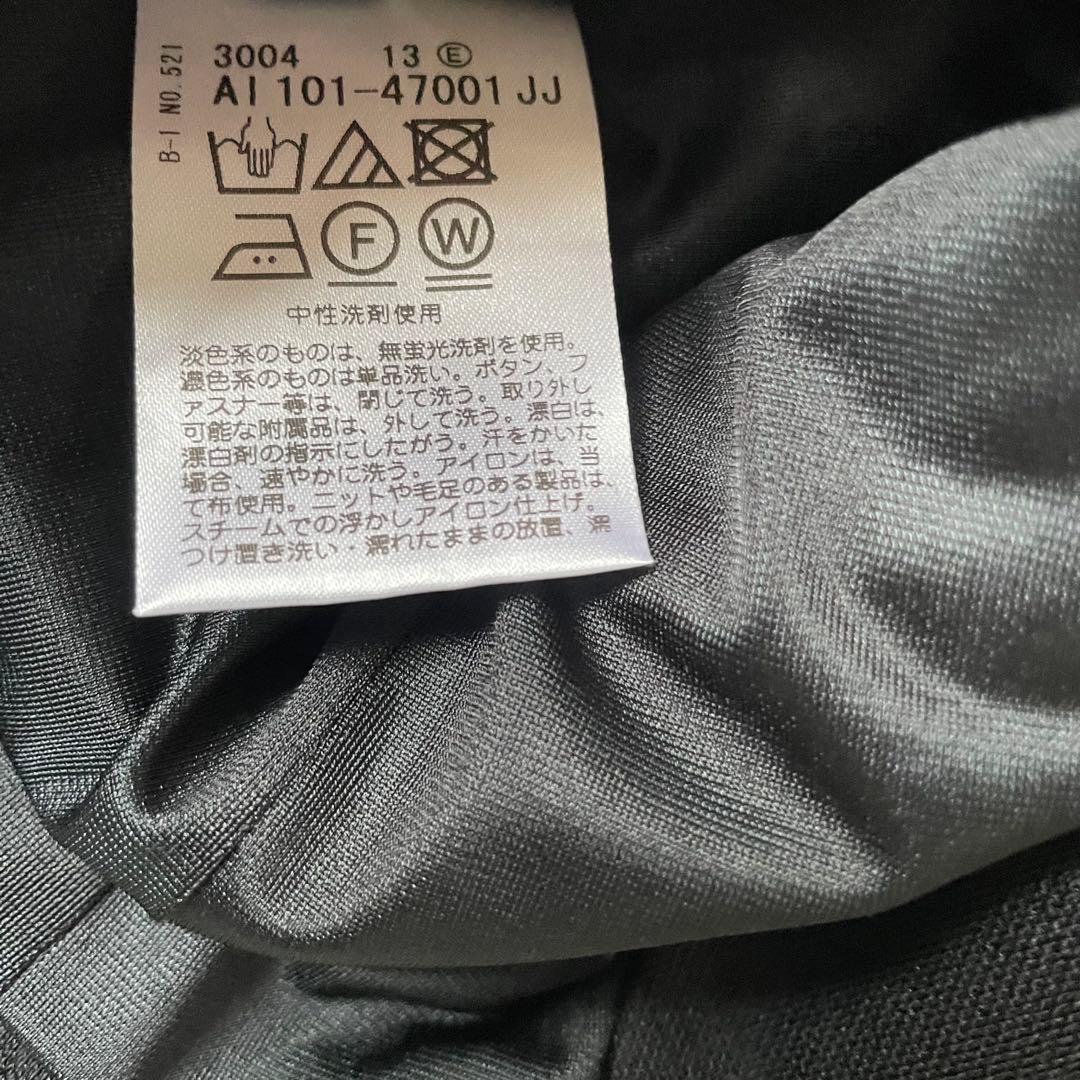 B-I NO.521
3004 13 Ⓔ
AI 101-47001 JJ
F W
中性洗剤使用
淡色系のものは、無蛍光洗剤を使用。
濃色系のものは単品洗い。ボタン、フ
ァスナー等は、閉じて洗う。取り外し
可能な附属品は、外して洗う。漂白は、
漂白剤の指示にしたがう。汗をかいた
場合、速やかに洗う。アイロンは、当
て布使用。ニットや毛足のある製品は、
スチームでの浮かしアイロン仕上げ。
つけ置き洗い・濡れたままの放置、濡